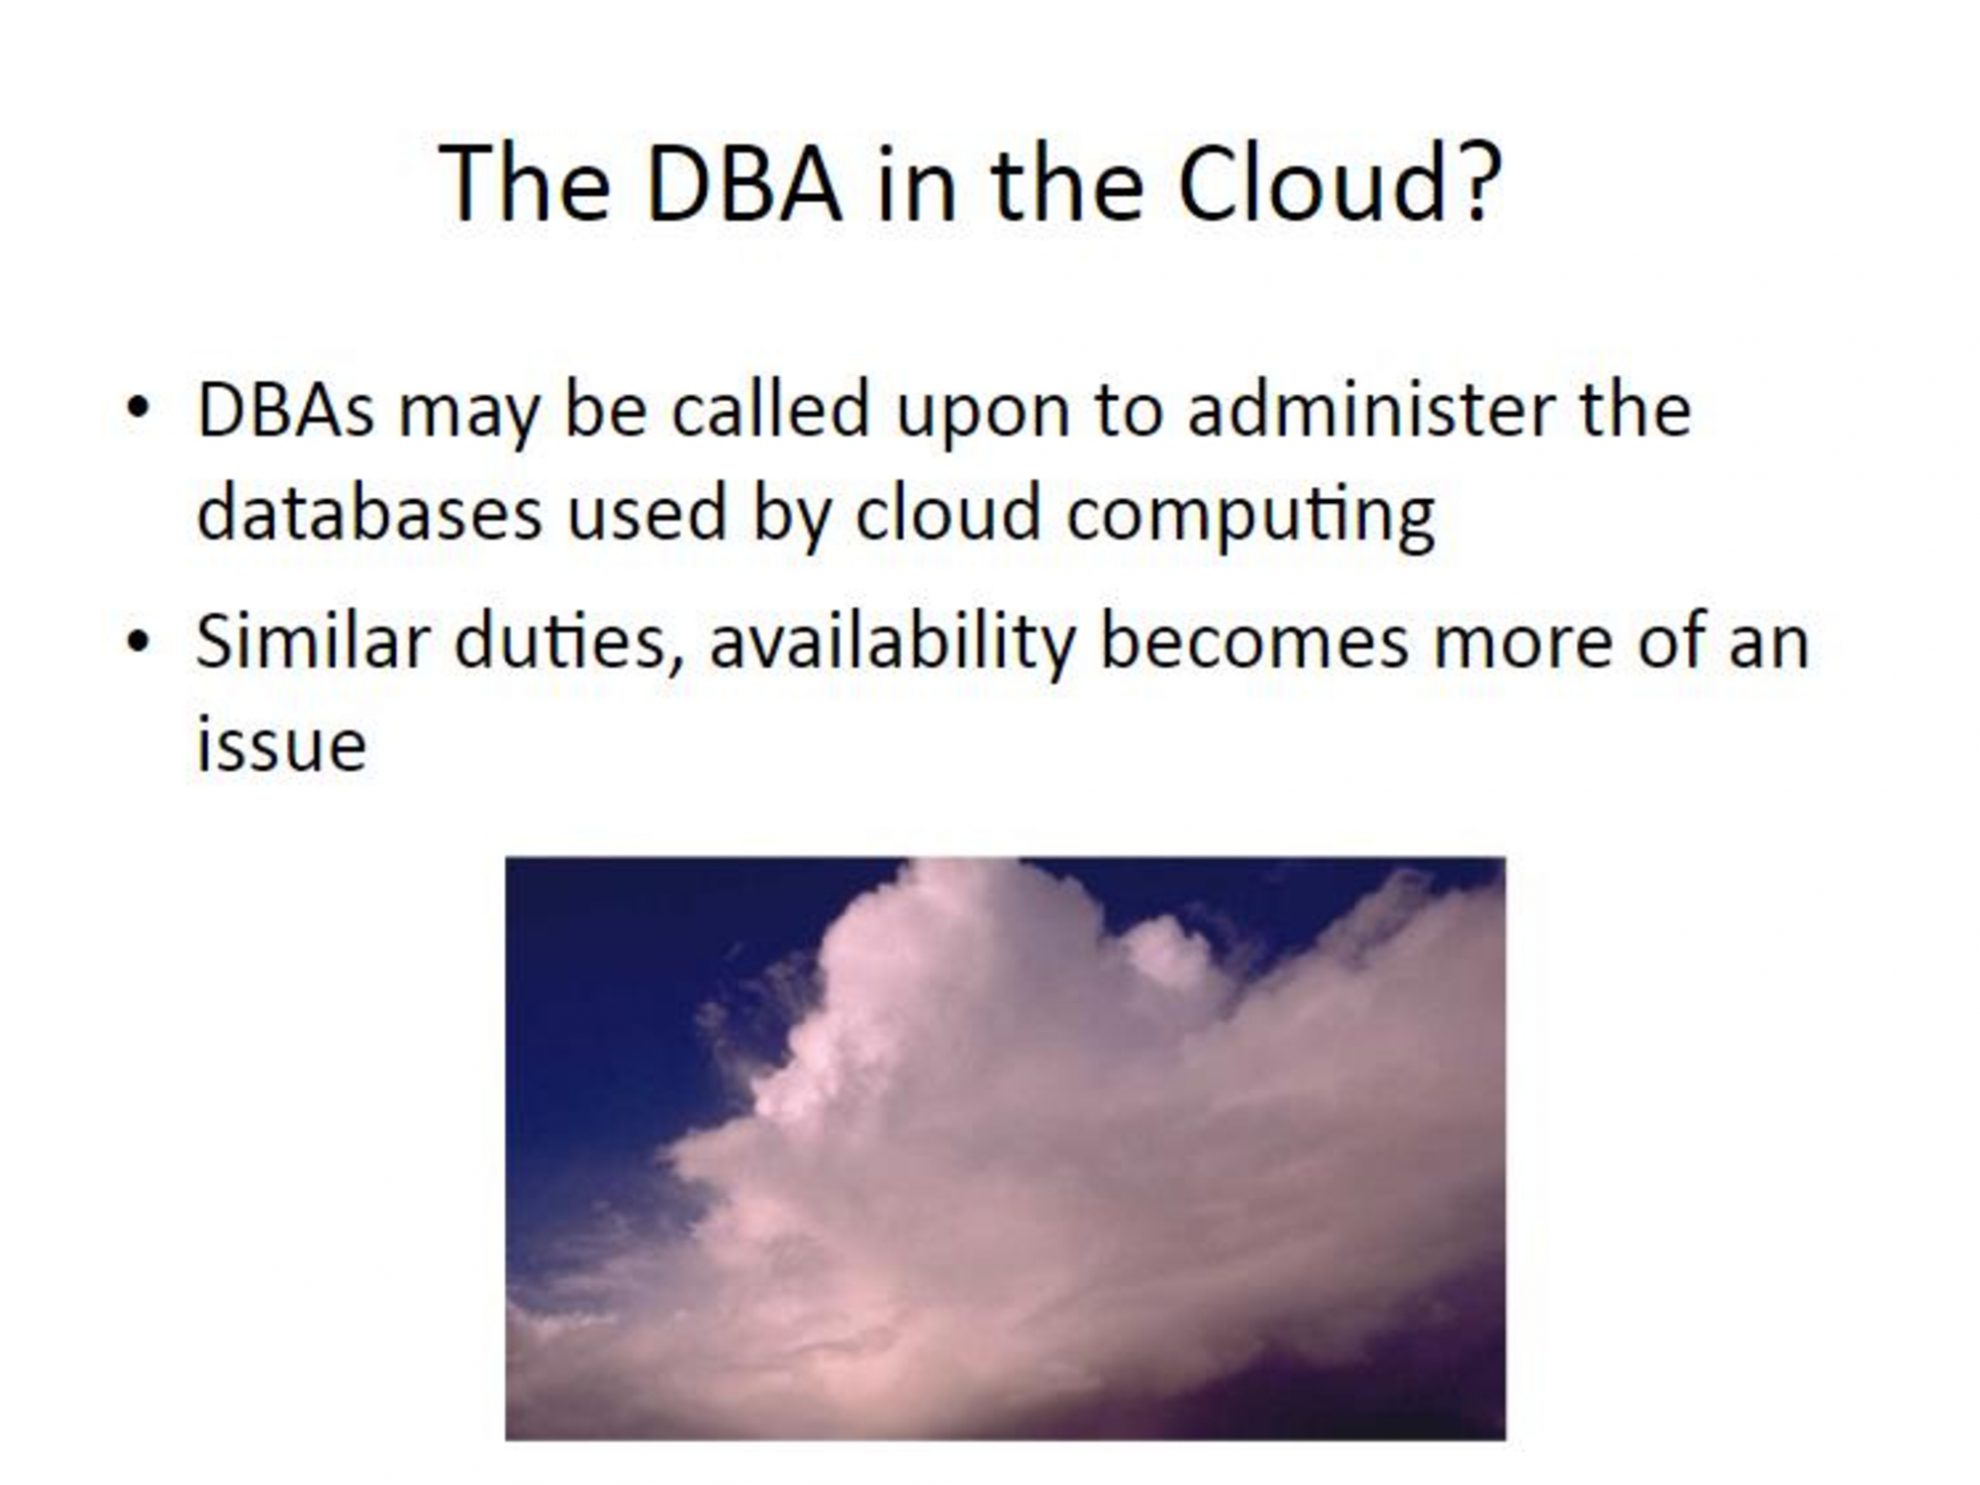 The DBA in the Cloud?
• DBAs may be called upon to administer the
databases used by cloud computing
• Similar duties, availability becomes more of an
issue